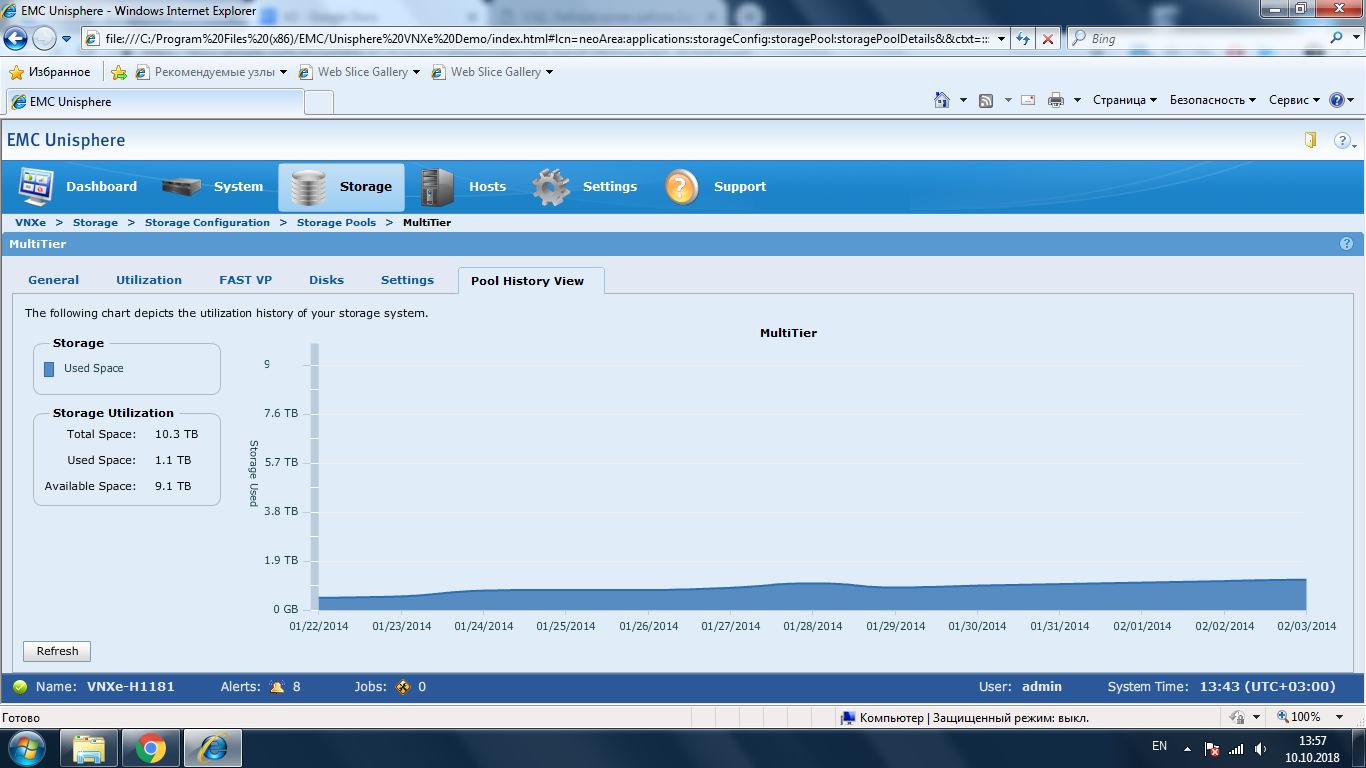 EMC Unisphere - Windows Internet Explorer
file:///C:/Program%20Files%20(x86)/EMC/Unisphere%20VNXe%20Demo/index.html#lcn=neoArea:applications:storageConfig:storagePool:storagePoolDetails&&ctxt=:::
Bing
Избранное
Рекомендуемые узлы
Web Slice Gallery
Web Slice Gallery
EMC Unisphere
Страница
Безопасность
Сервис
EMC Unisphere
Dashboard
System
Storage
Hosts
Settings
Support
VNXe > Storage > Storage Configuration > Storage Pools > MultiTier
MultiTier
General
Utilization
FAST VP
Disks
Settings
Pool History View
The following chart depicts the utilization history of your storage system.
Storage
Used Space
Storage Utilization
Total Space: 10.3 TB
Used Space: 1.1 TB
Available Space: 9.1 TB
MultiTier
Storage Used
9
7.6 TB
5.7 TB
3.8 TB
1.9 TB
0 GB
01/22/2014 01/23/2014 01/24/2014 01/25/2014 01/26/2014 01/27/2014 01/28/2014 01/29/2014 01/30/2014 01/31/2014 02/01/2014 02/02/2014 02/03/2014
Refresh
Name: VNXe-H1181 Alerts: 8 Jobs: 0 User: admin System Time: 13:43 (UTC+03:00)
Готово
Компьютер | Защищенный режим: выкл.
100%
EN
13:57
10.10.2018